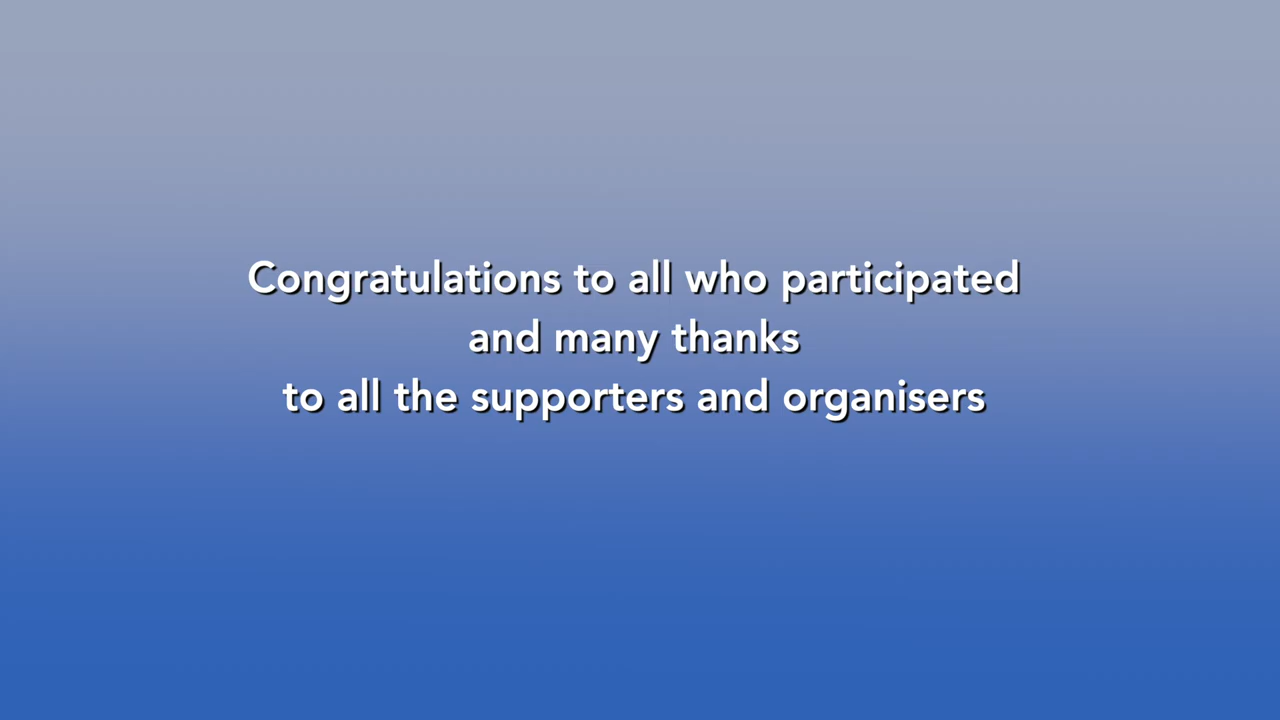 Congratulations to all who participated
and many thanks
to all the supporters and organisers